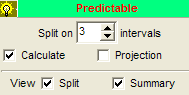 Predictable
Split on 3 intervals
Calculate Projection
View Split Summary